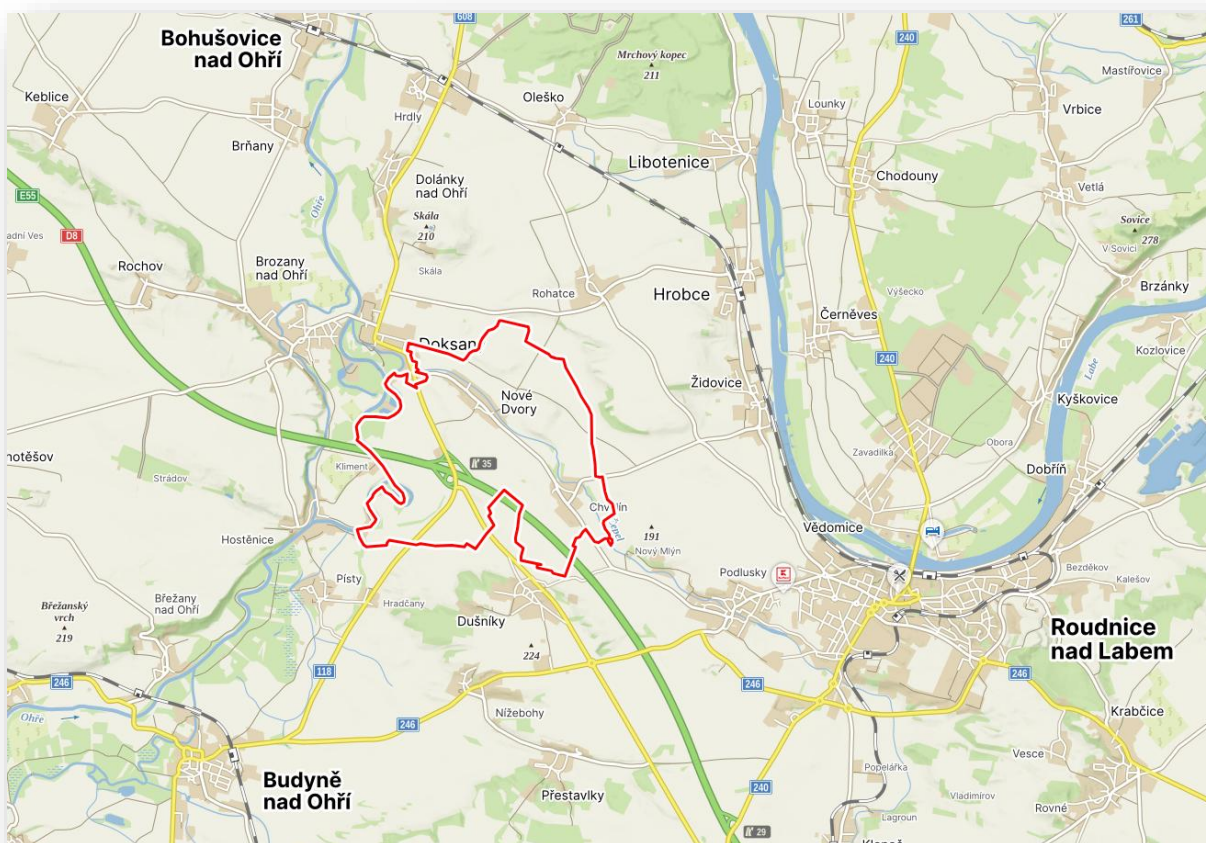 608
240
261
Bohušovice
nad Ohří
Mrchový kopec
211
Mastířovice
Keblice
Oleško
Lounky
Vrbice
Hrdly
Brňany
Libotenice
Chodouny
Dolánky
nad Ohří
Vetlá
Ohře
E55
D8
Skála
210
Sovice
278
V Sovici
Rochov
Brozany
nad Ohří
Skála
Rohatce
Hrobce
Výšecko
Brzánky
Černěves
Kozlovice
240
Labe
Židovice
Nové
Dvory
Kyškovice
Zavadilka
Obora
35
Kliment
Strádov
Dobříň
Vědomice
191
Hostěnice
Nový Mlýn
Podlusky
Bezděkov
Kalešov
Písty
Hradčany
Břežanský
vrch
219
Břežany
nad Ohří
Dušníky
224
Roudnice
nad Labem
118
246
246
246
246
Ohře
Nížebohy
Krabčice
Vesce
Budyně
nad Ohří
Přestavlky
240
Popelářka
Vladimírov
Rovné
Lagroun
29